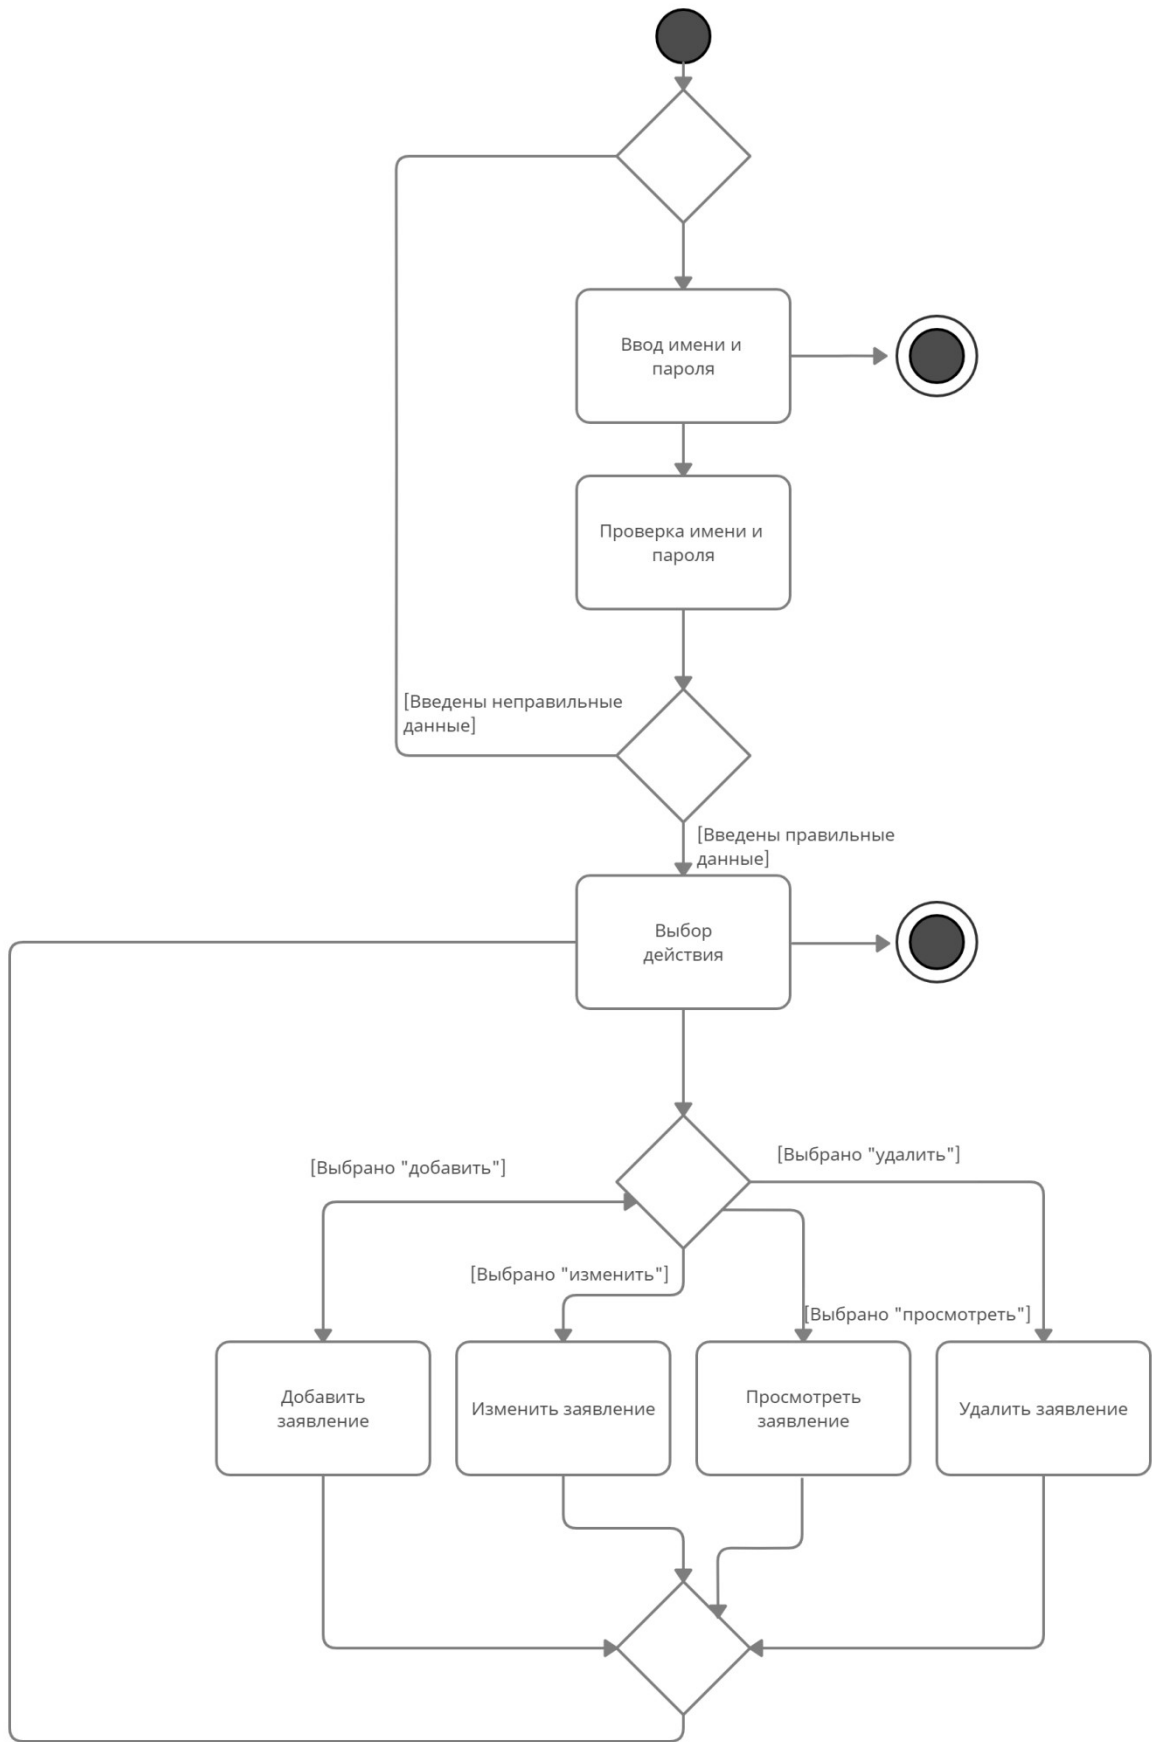 Ввод имени и
пароля
Проверка имени и
пароля
[Введены неправильные
данные]
[Введены правильные
данные]
Выбор
действия
[Выбрано "добавить"]
[Выбрано "удалить"]
[Выбрано "изменить"]
[Выбрано "просмотреть"]
Добавить
заявление
Изменить заявление
Просмотреть
заявление
Удалить заявление